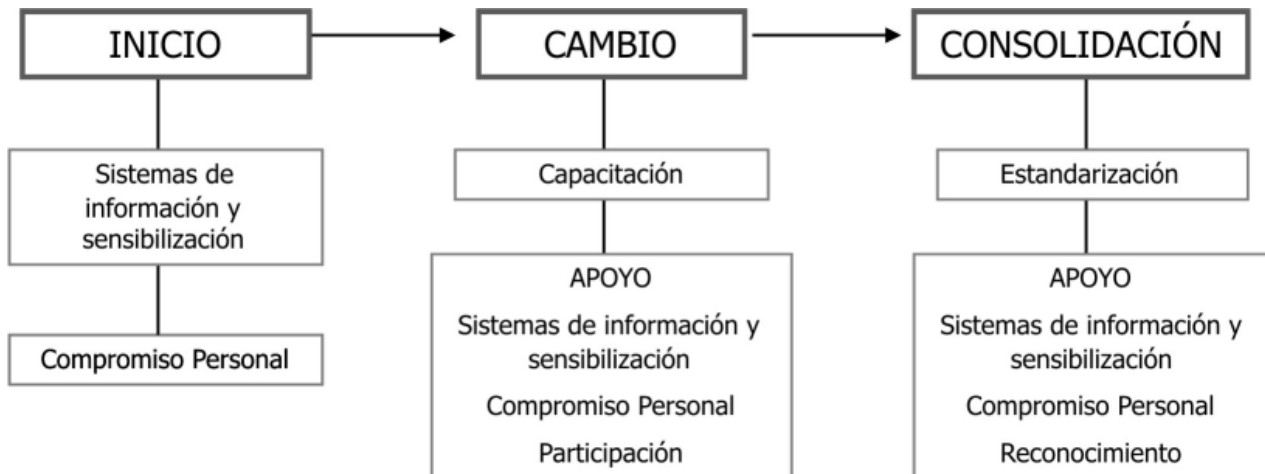 INICIO
CAMBIO
CONSOLIDACIÓN
Sistemas de
información y
sensibilización
Compromiso Personal
Capacitación
APOYO
Sistemas de información y
sensibilización
Compromiso Personal
Participación
Estandarización
APOYO
Sistemas de información y
sensibilización
Compromiso Personal
Reconocimiento